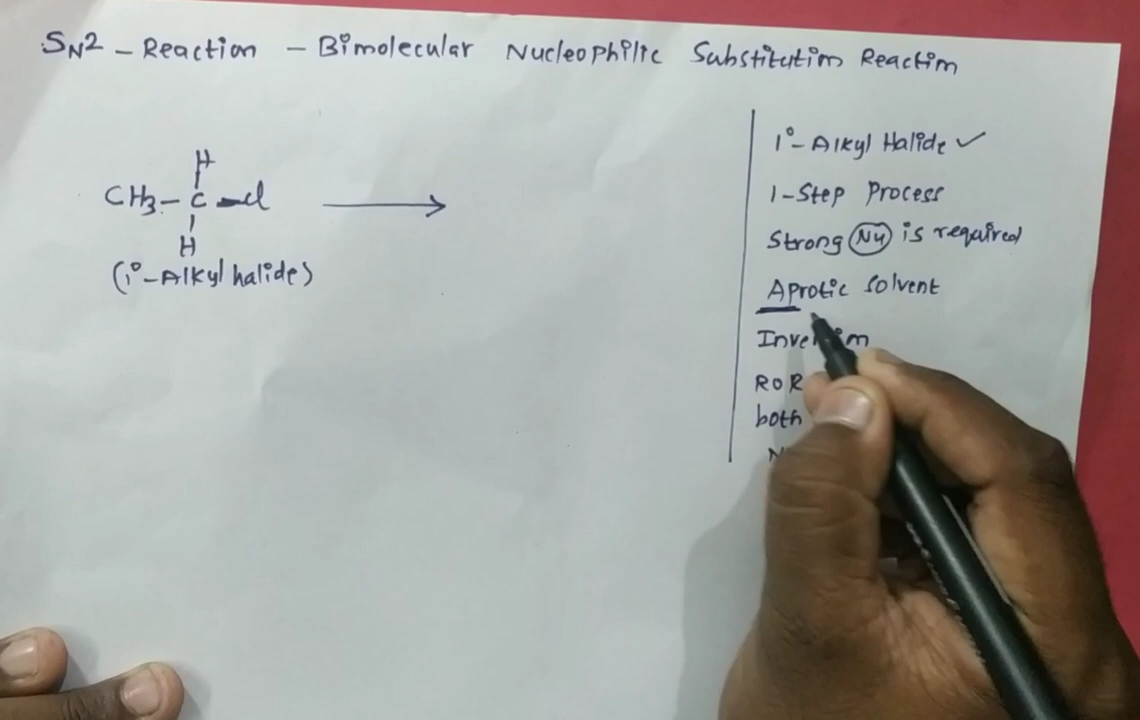 SN2 - Reaction - Bimolecular Nucleophilic Substitution Reaction
H
CH3 - C - Cl
H
(1°-Alkyl halide)
1°- Alkyl Halide ✓
1-Step Process
Strong Nu is required
Aprotic solvent
ROR
both